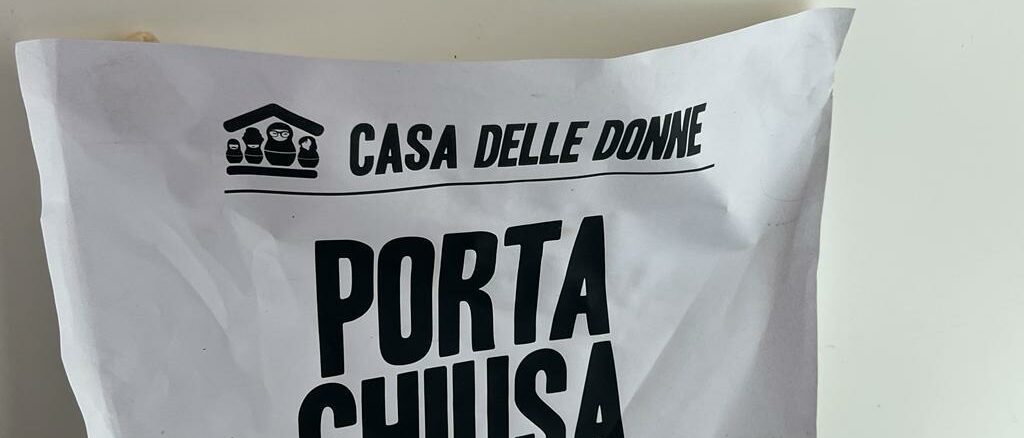 CASA DELLE DONNE
PORTA
CHIUSA